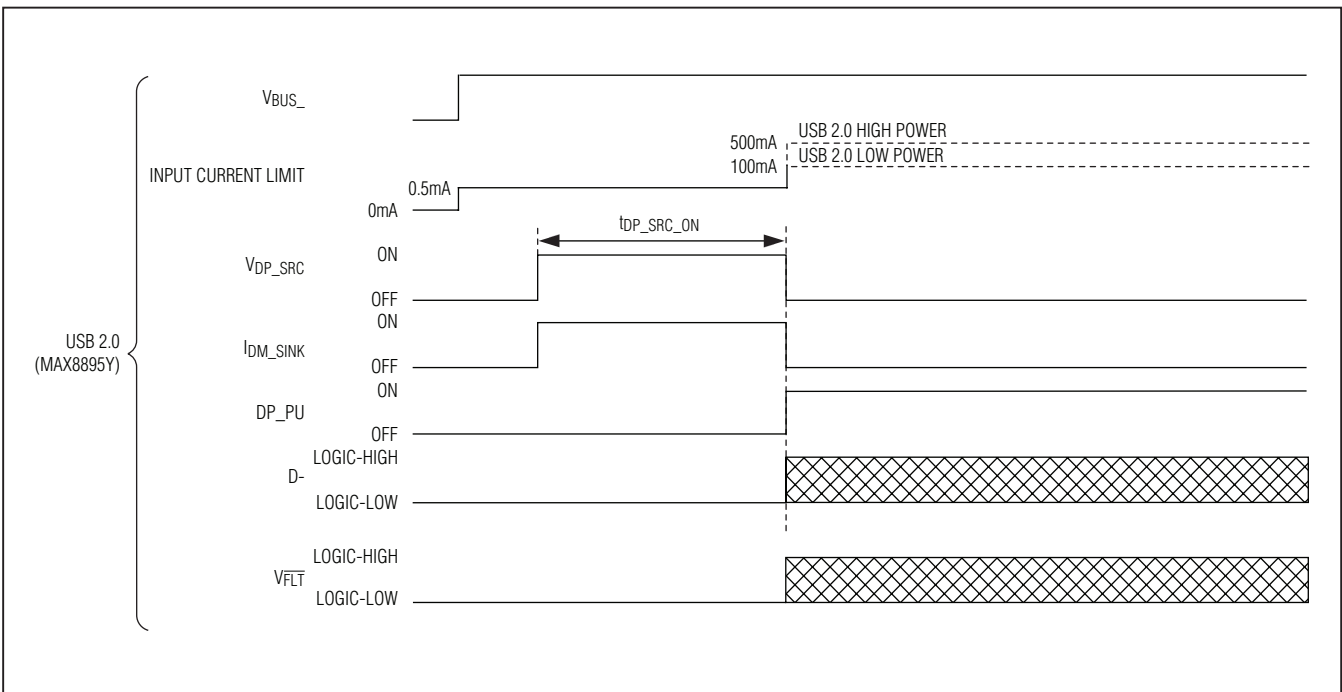 VBUS_
500mA USB 2.0 HIGH POWER
100mA USB 2.0 LOW POWER
INPUT CURRENT LIMIT
0.5mA
0mA
tDP_SRC_ON
ON
VDP_SRC
OFF
ON
USB 2.0
(MAX8895Y)
IDM_SINK
OFF
ON
DP_PU
OFF
LOGIC-HIGH
D-
LOGIC-LOW
LOGIC-HIGH
VFLT
LOGIC-LOW